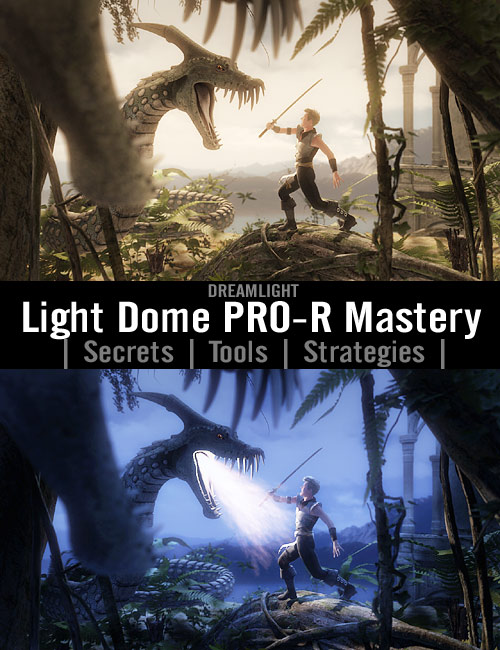 DREAMLIGHT
Light Dome PRO-R Mastery
| Secrets | Tools | Strategies |